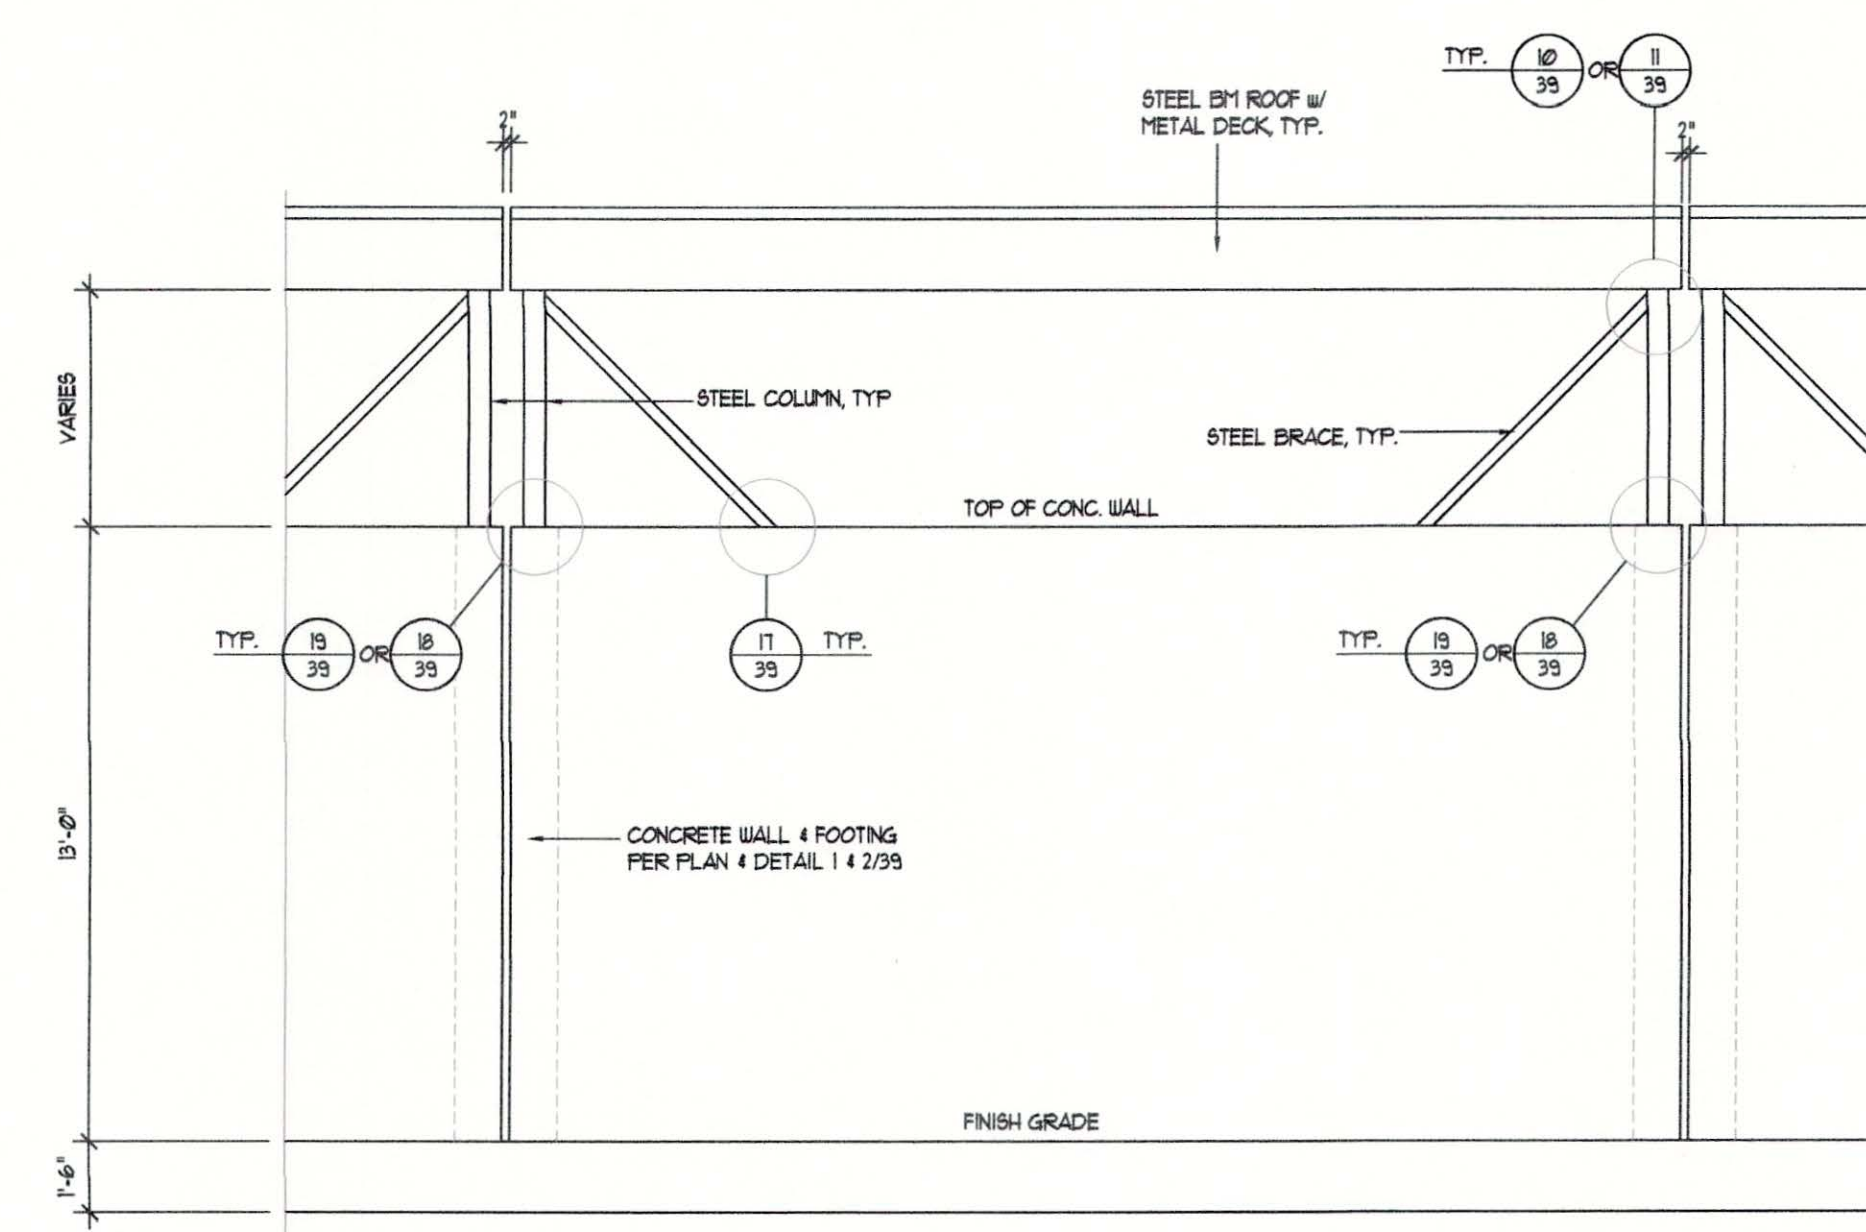 TYP. 10/39 OR 11/39
STEEL BM ROOF w/
METAL DECK, TYP.
2"
2"
VARIES
STEEL COLUMN, TYP
STEEL BRACE, TYP.
TOP OF CONC. WALL
TYP. 19/39 OR 18/39
17/39 TYP.
TYP. 19/39 OR 18/39
13'-0"
CONCRETE WALL & FOOTING
PER PLAN & DETAIL 1 & 2/39
FINISH GRADE
1'-6"